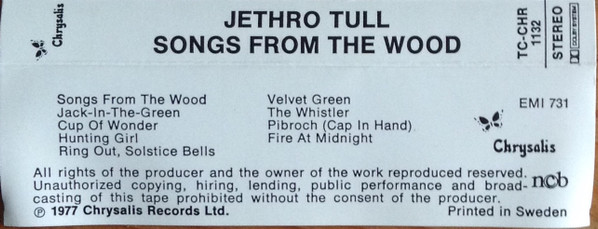 JETHRO TULL
SONGS FROM THE WOOD
Chrysalis
TC-CHR
1132
STEREO
DOLBY SYSTEM
Songs From The Wood
Jack-In-The-Green
Cup Of Wonder
Hunting Girl
Ring Out, Solstice Bells
Velvet Green
The Whistler
Pibroch (Cap In Hand)
Fire At Midnight
EMI 731
Chrysalis
All rights of the producer and the owner of the work reproduced reserved.
Unauthorized copying, hiring, lending, public performance and broad-
casting of this tape prohibited without the consent of the producer.
ncb
℗ 1977 Chrysalis Records Ltd.
Printed in Sweden